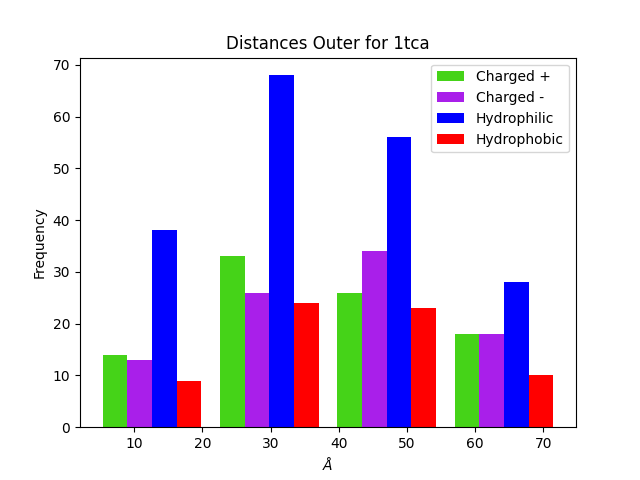 Distances Outer for 1tca
Charged +
Charged -
Hydrophilic
Hydrophobic
Frequency
70
60
50
40
30
20
10
0
10 20 30 40 50 60 70
Å